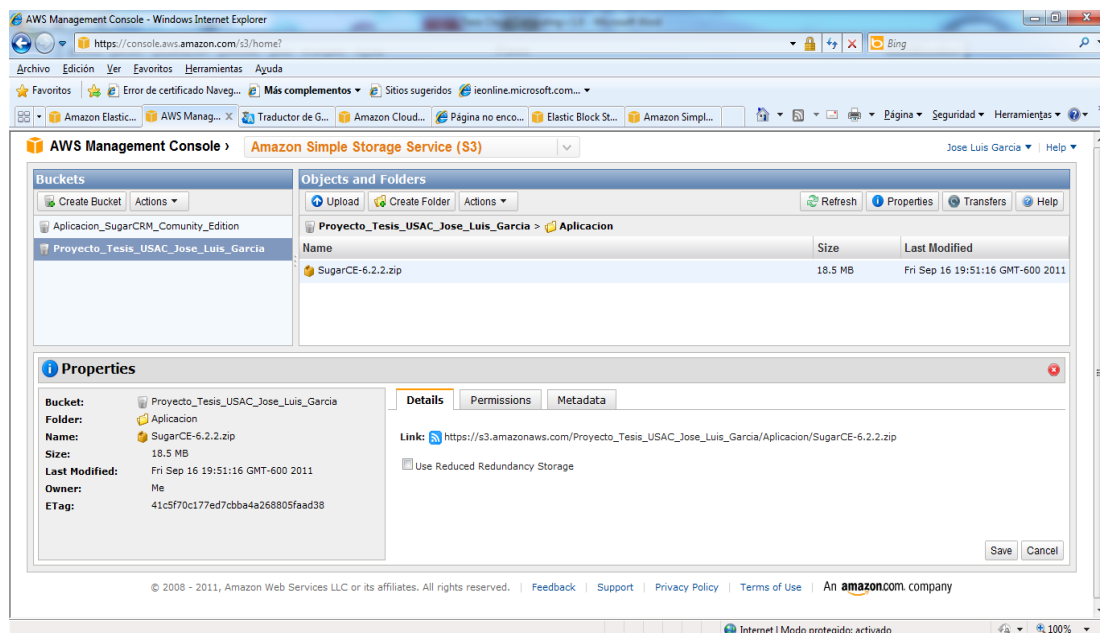 AWS Management Console - Windows Internet Explorer
https://console.aws.amazon.com/s3/home?
Bing
Archivo Edición Ver Favoritos Herramientas Ayuda
Favoritos Error de certificado Naveg... Más complementos Sitios sugeridos ieonline.microsoft.com...
Amazon Elastic... AWS Manag... X Traductor de G... Amazon Cloud... Página no enco... Elastic Block St... Amazon Simpl... Página Seguridad Herramientas
AWS Management Console › Amazon Simple Storage Service (S3) Jose Luis Garcia Help
Buckets Objects and Folders
Create Bucket Actions Upload Create Folder Actions Refresh Properties Transfers Help
Aplicacion_SugarCRM_Comunity_Edition Proyecto_Tesis_USAC_Jose_Luis_Garcia > Aplicacion
Proyecto_Tesis_USAC_Jose_Luis_Garcia Name Size Last Modified
SugarCE-6.2.2.zip 18.5 MB Fri Sep 16 19:51:16 GMT-600 2011
Properties
Details Permissions Metadata
Bucket: Proyecto_Tesis_USAC_Jose_Luis_Garcia
Folder: Aplicacion
Name: SugarCE-6.2.2.zip
Size: 18.5 MB
Last Modified: Fri Sep 16 19:51:16 GMT-600 2011
Owner: Me
ETag: 41c5f70c177ed7cbba4a268805faad38
Link: https://s3.amazonaws.com/Proyecto_Tesis_USAC_Jose_Luis_Garcia/Aplicacion/SugarCE-6.2.2.zip
Use Reduced Redundancy Storage
Save Cancel
© 2008 - 2011, Amazon Web Services LLC or its affiliates. All rights reserved. | Feedback | Support | Privacy Policy | Terms of Use | An amazon.com. company
Internet | Modo protegido: activado 100%